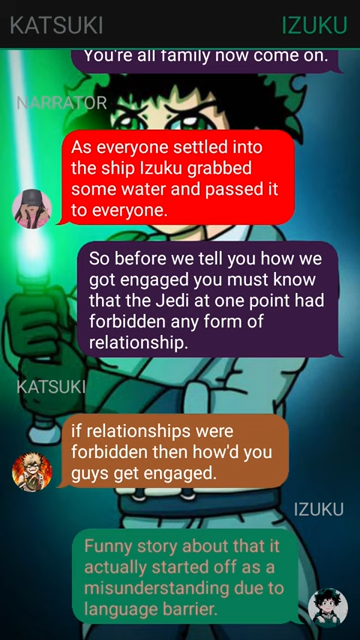 KATSUKI
IZUKU
You're all family now come on.
NARRATOR
As everyone settled into
the ship Izuku grabbed
some water and passed it
to everyone.
So before we tell you how we
got engaged you must know
that the Jedi at one point had
forbidden any form of
relationship.
KATSUKI
if relationships were
forbidden then how'd you
guys get engaged.
IZUKU
Funny story about that it
actually started off as a
misunderstanding due to
language barrier.